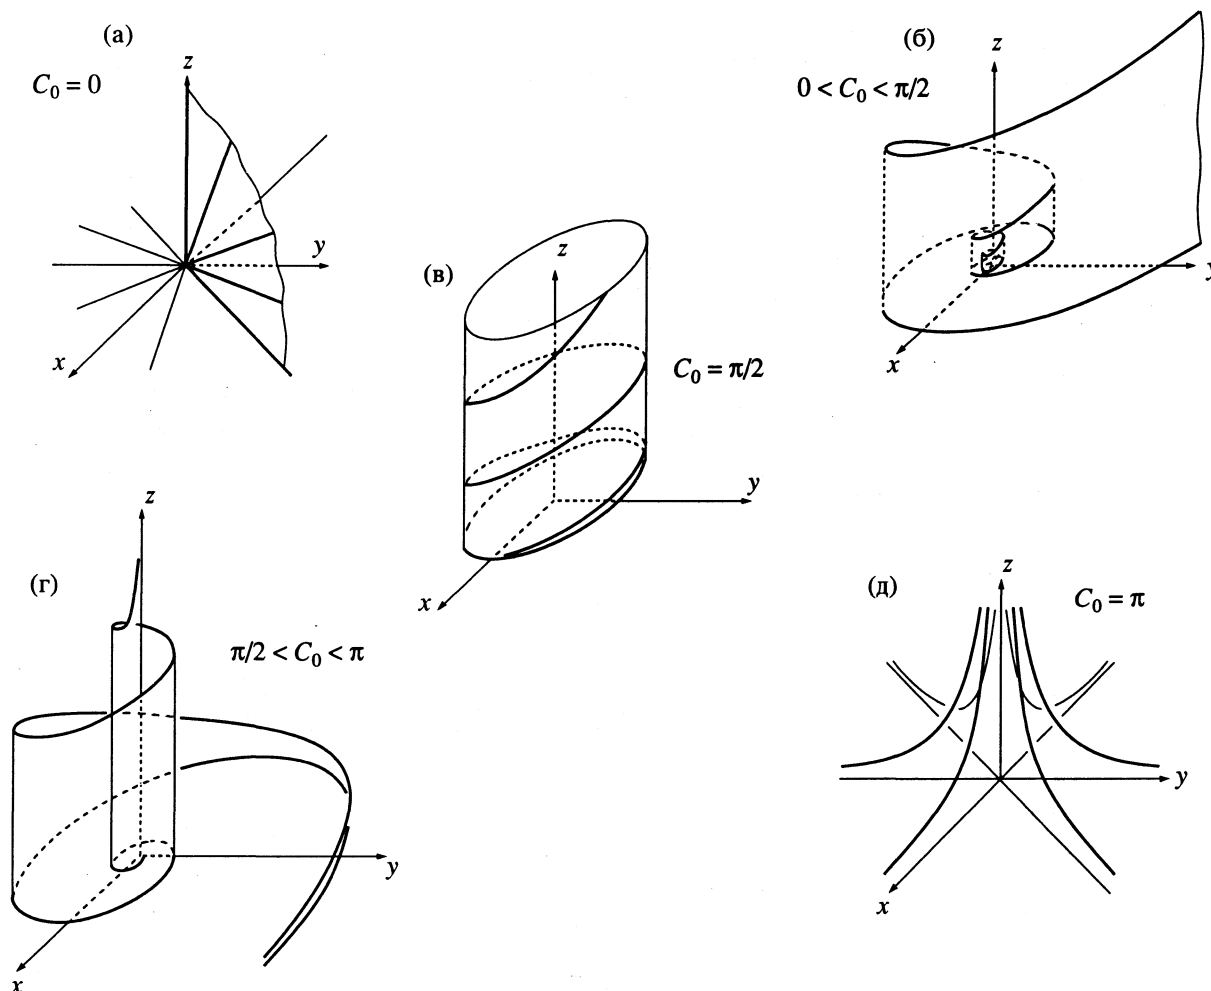 (а)
C₀ = 0
z
y
x
(б)
0 < C₀ < π/2
z
y
x
(в)
z
C₀ = π/2
y
x
(г)
z
π/2 < C₀ < π
y
x
(д)
z
C₀ = π
y
x